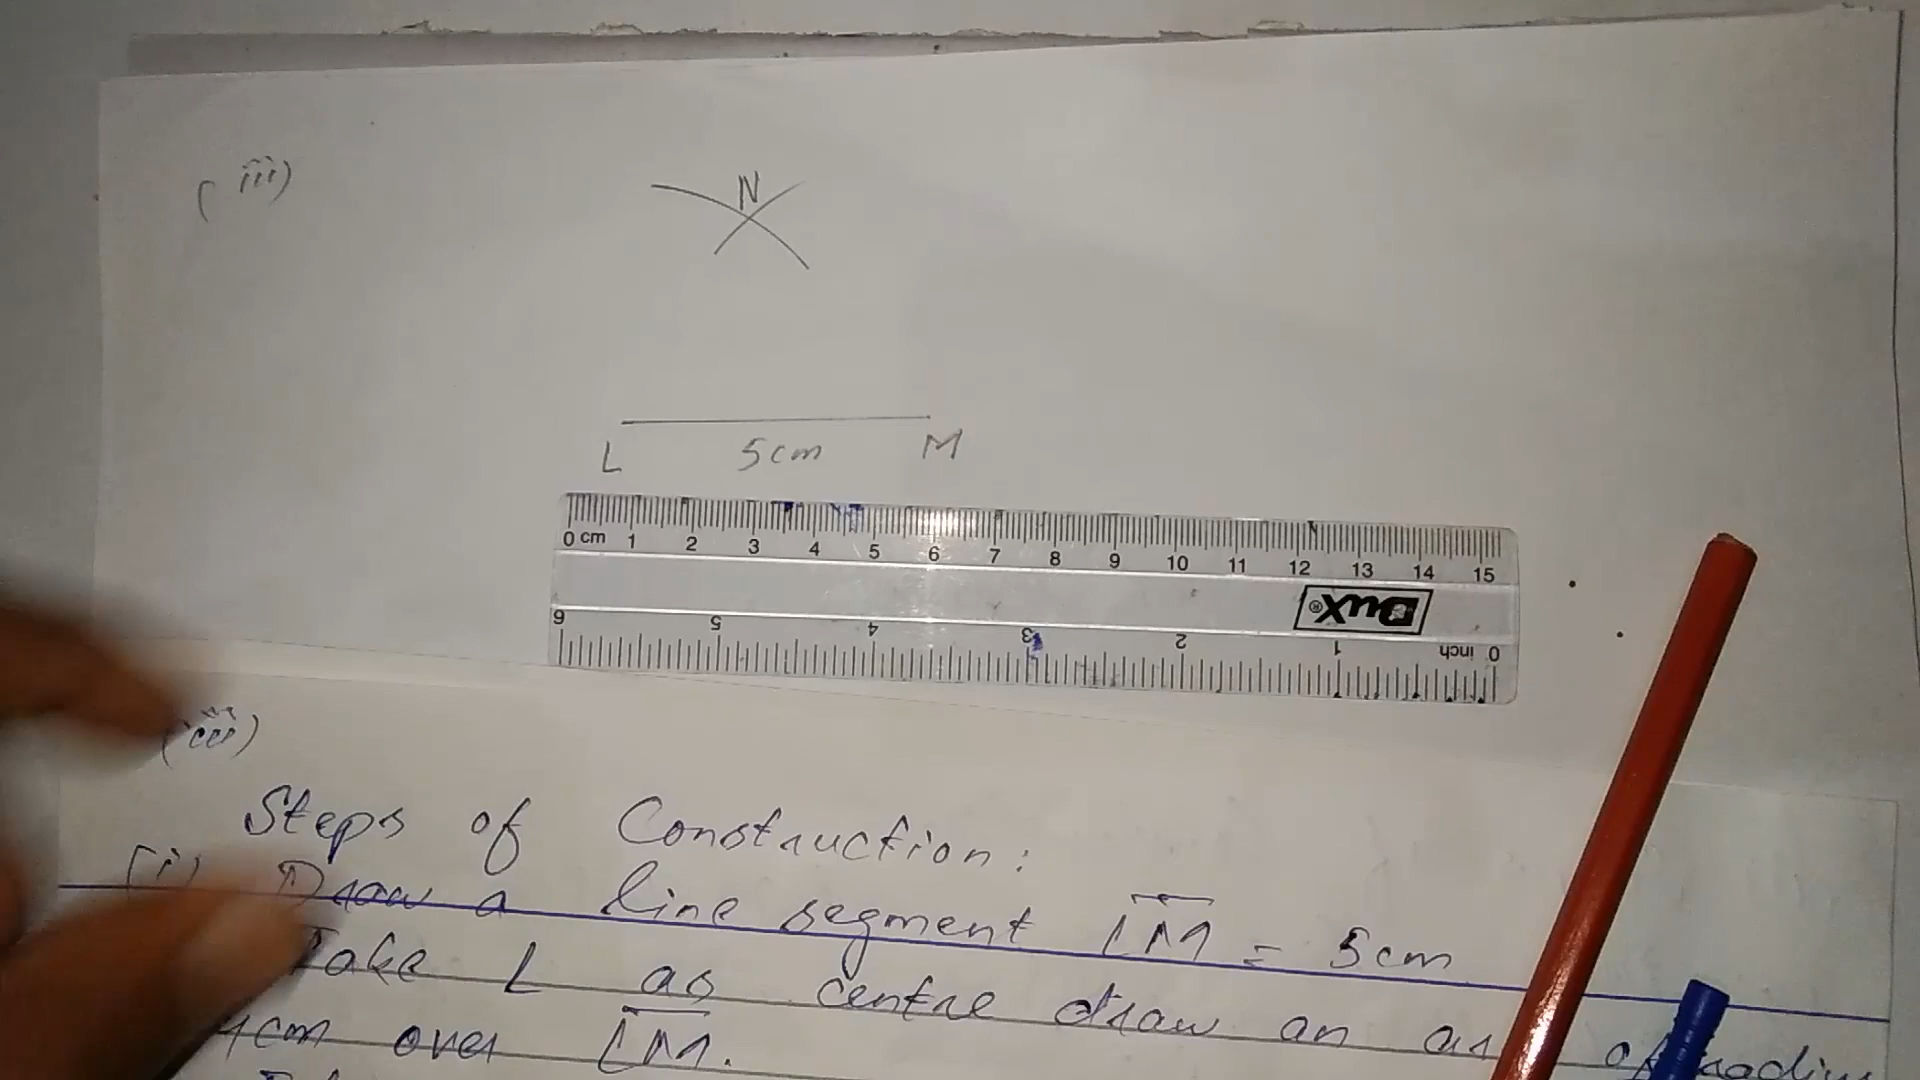 (iii)
N
L 5cm M
0 cm 1 2 3 4 5 6 7 8 9 10 11 12 13 14 15
DUX®
6 5 4 3 2 1 0 inch
(iii)
Steps of Construction:
(i) Draw a line segment LM = 5cm
Take L as centre draw an of radius
4cm over LM.